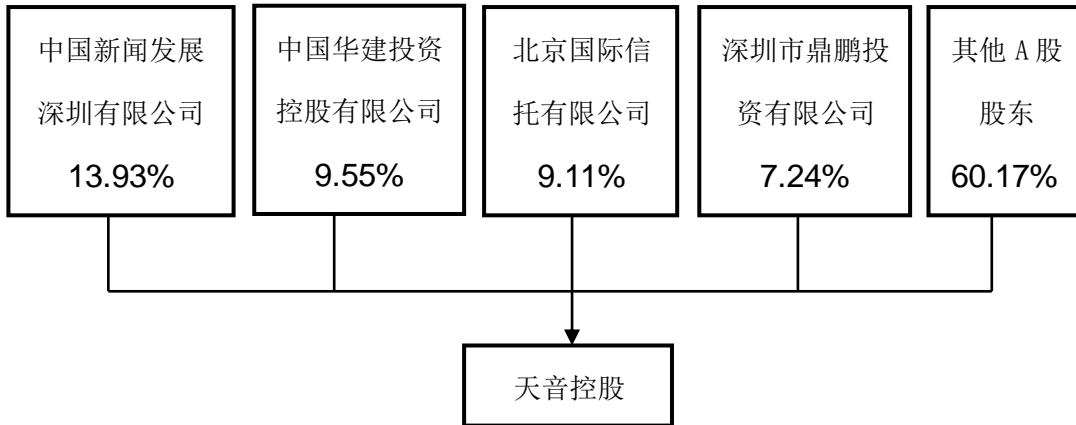 中国新闻发展
深圳有限公司
13.93%
中国华建投资
控股有限公司
9.55%
北京国际信
托有限公司
9.11%
深圳市鼎鹏投
资有限公司
7.24%
其他 A 股
股东
60.17%
天音控股